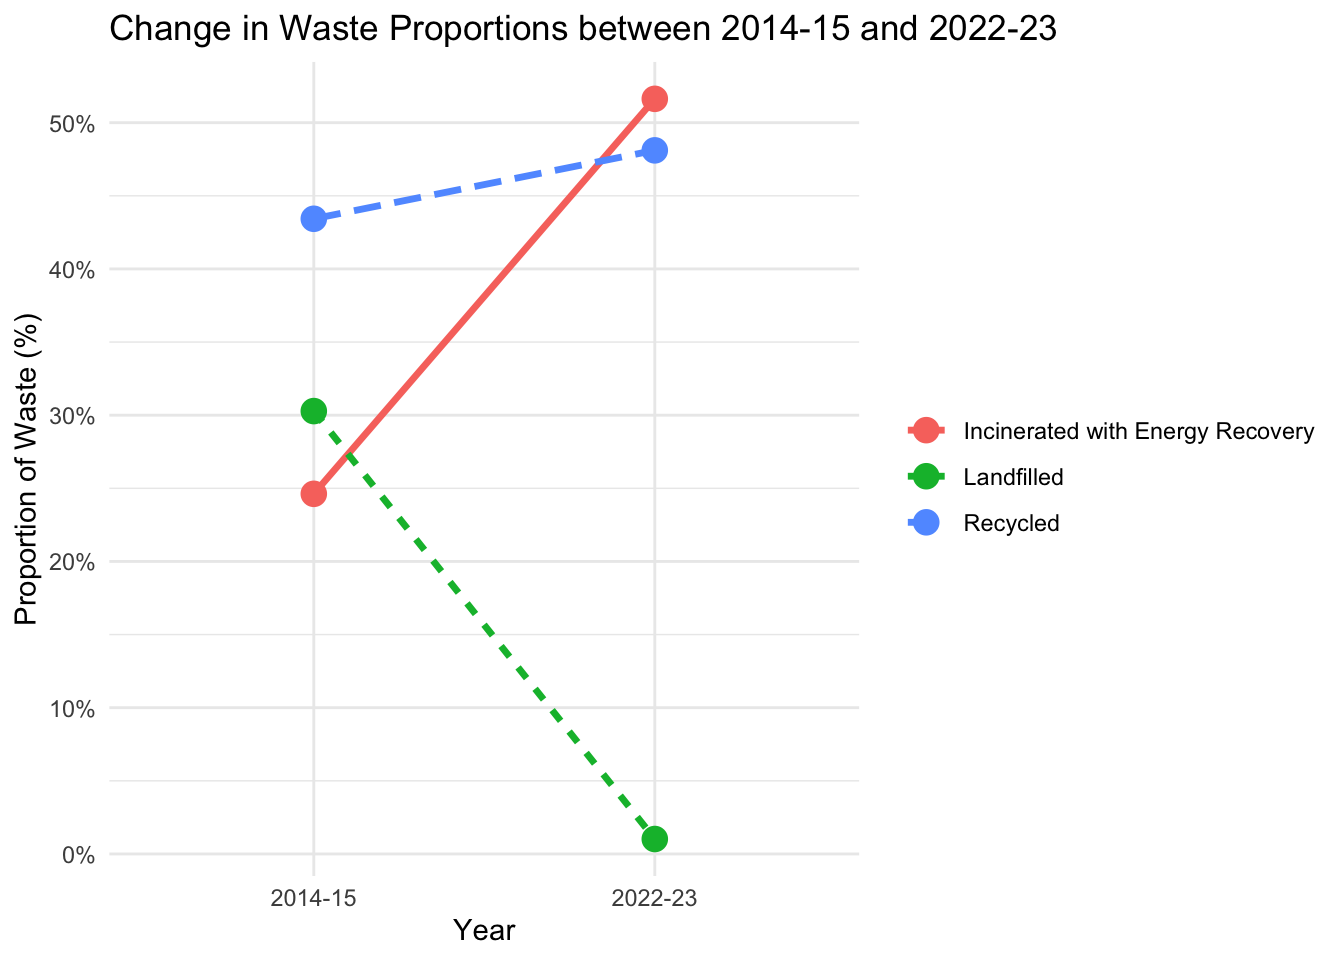 Change in Waste Proportions between 2014-15 and 2022-23
Proportion of Waste (%)
50%
40%
30%
20%
10%
0%
2014-15
2022-23
Year
Incinerated with Energy Recovery
Landfilled
Recycled